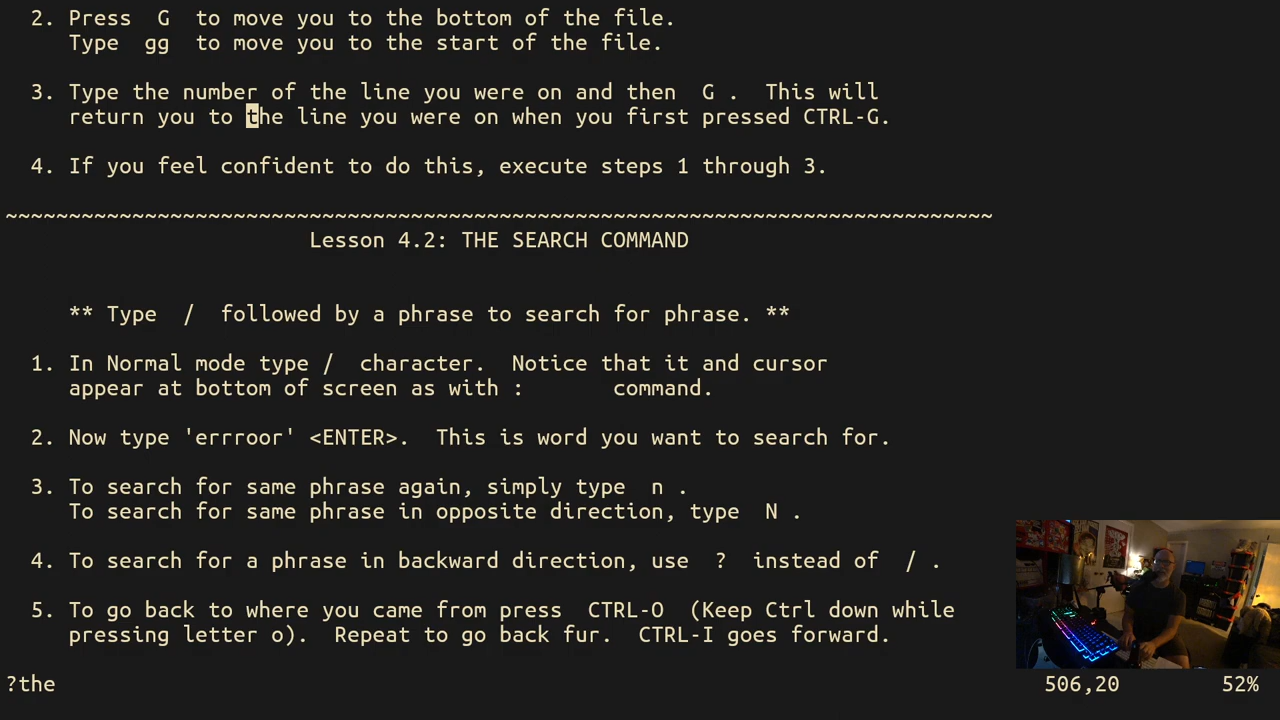 2. Press  G  to move you to the bottom of the file.
Type  gg  to move you to the start of the file.
3. Type the number of the line you were on and then  G .  This will
return you to the line you were on when you first pressed CTRL-G.
4. If you feel confident to do this, execute steps 1 through 3.
~~~~~~~~~~~~~~~~~~~~~~~~~~~~~~~~~~~~~~~~~~~~~~~~~~~~~~~~~~~~~~~~~~~~~~~~~~~~~~
Lesson 4.2: THE SEARCH COMMAND
** Type  /  followed by a phrase to search for phrase. **
1. In Normal mode type /  character.  Notice that it and cursor
appear at bottom of screen as with :       command.
2. Now type 'errroor' <ENTER>.  This is word you want to search for.
3. To search for same phrase again, simply type  n .
To search for same phrase in opposite direction, type  N .
4. To search for a phrase in backward direction, use  ?  instead of  / .
5. To go back to where you came from press  CTRL-O  (Keep Ctrl down while
pressing letter o).  Repeat to go back fur.  CTRL-I goes forward.
?the 506,20 52%